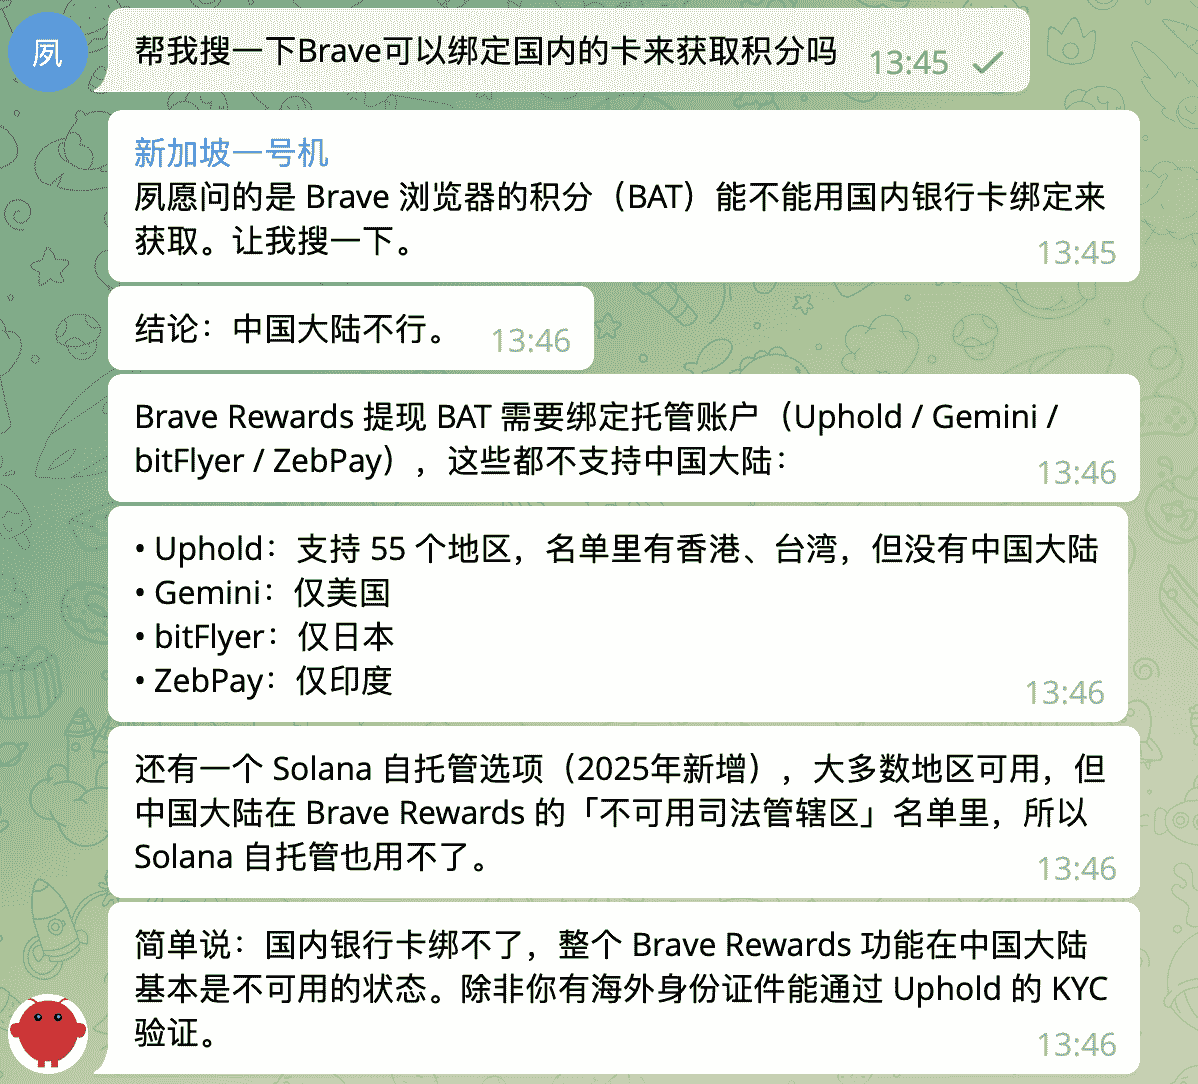 夙
帮我搜一下Brave可以绑定国内的卡来获取积分吗
13:45
新加坡一号机
夙愿问的是 Brave 浏览器的积分（BAT）能不能用国内银行卡绑定来
获取。让我搜一下。
13:45
结论：中国大陆不行。
13:46
Brave Rewards 提现 BAT 需要绑定托管账户（Uphold / Gemini /
bitFlyer / ZebPay），这些都不支持中国大陆：
13:46
• Uphold：支持 55 个地区，名单里有香港、台湾，但没有中国大陆
• Gemini：仅美国
• bitFlyer：仅日本
• ZebPay：仅印度
13:46
还有一个 Solana 自托管选项（2025年新增），大多数地区可用，但
中国大陆在 Brave Rewards 的「不可用司法管辖区」名单里，所以
Solana 自托管也用不了。
13:46
简单说：国内银行卡绑不了，整个 Brave Rewards 功能在中国大陆
基本是不可用的状态。除非你有海外身份证件能通过 Uphold 的 KYC
验证。
13:46